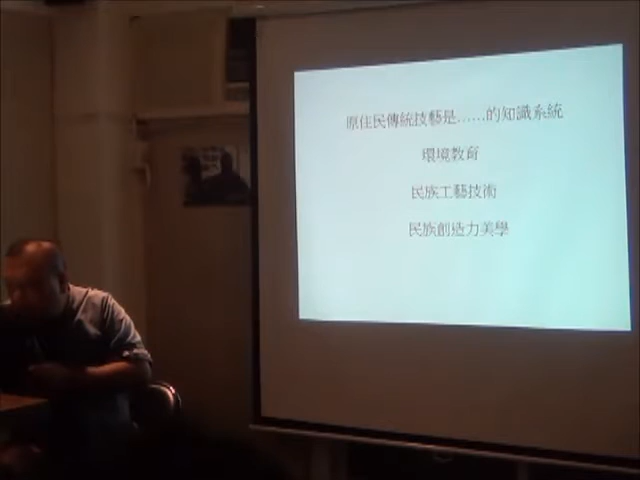 原住民傳統技藝是……的知識系統
環境教育
民族工藝技術
民族創造力美學